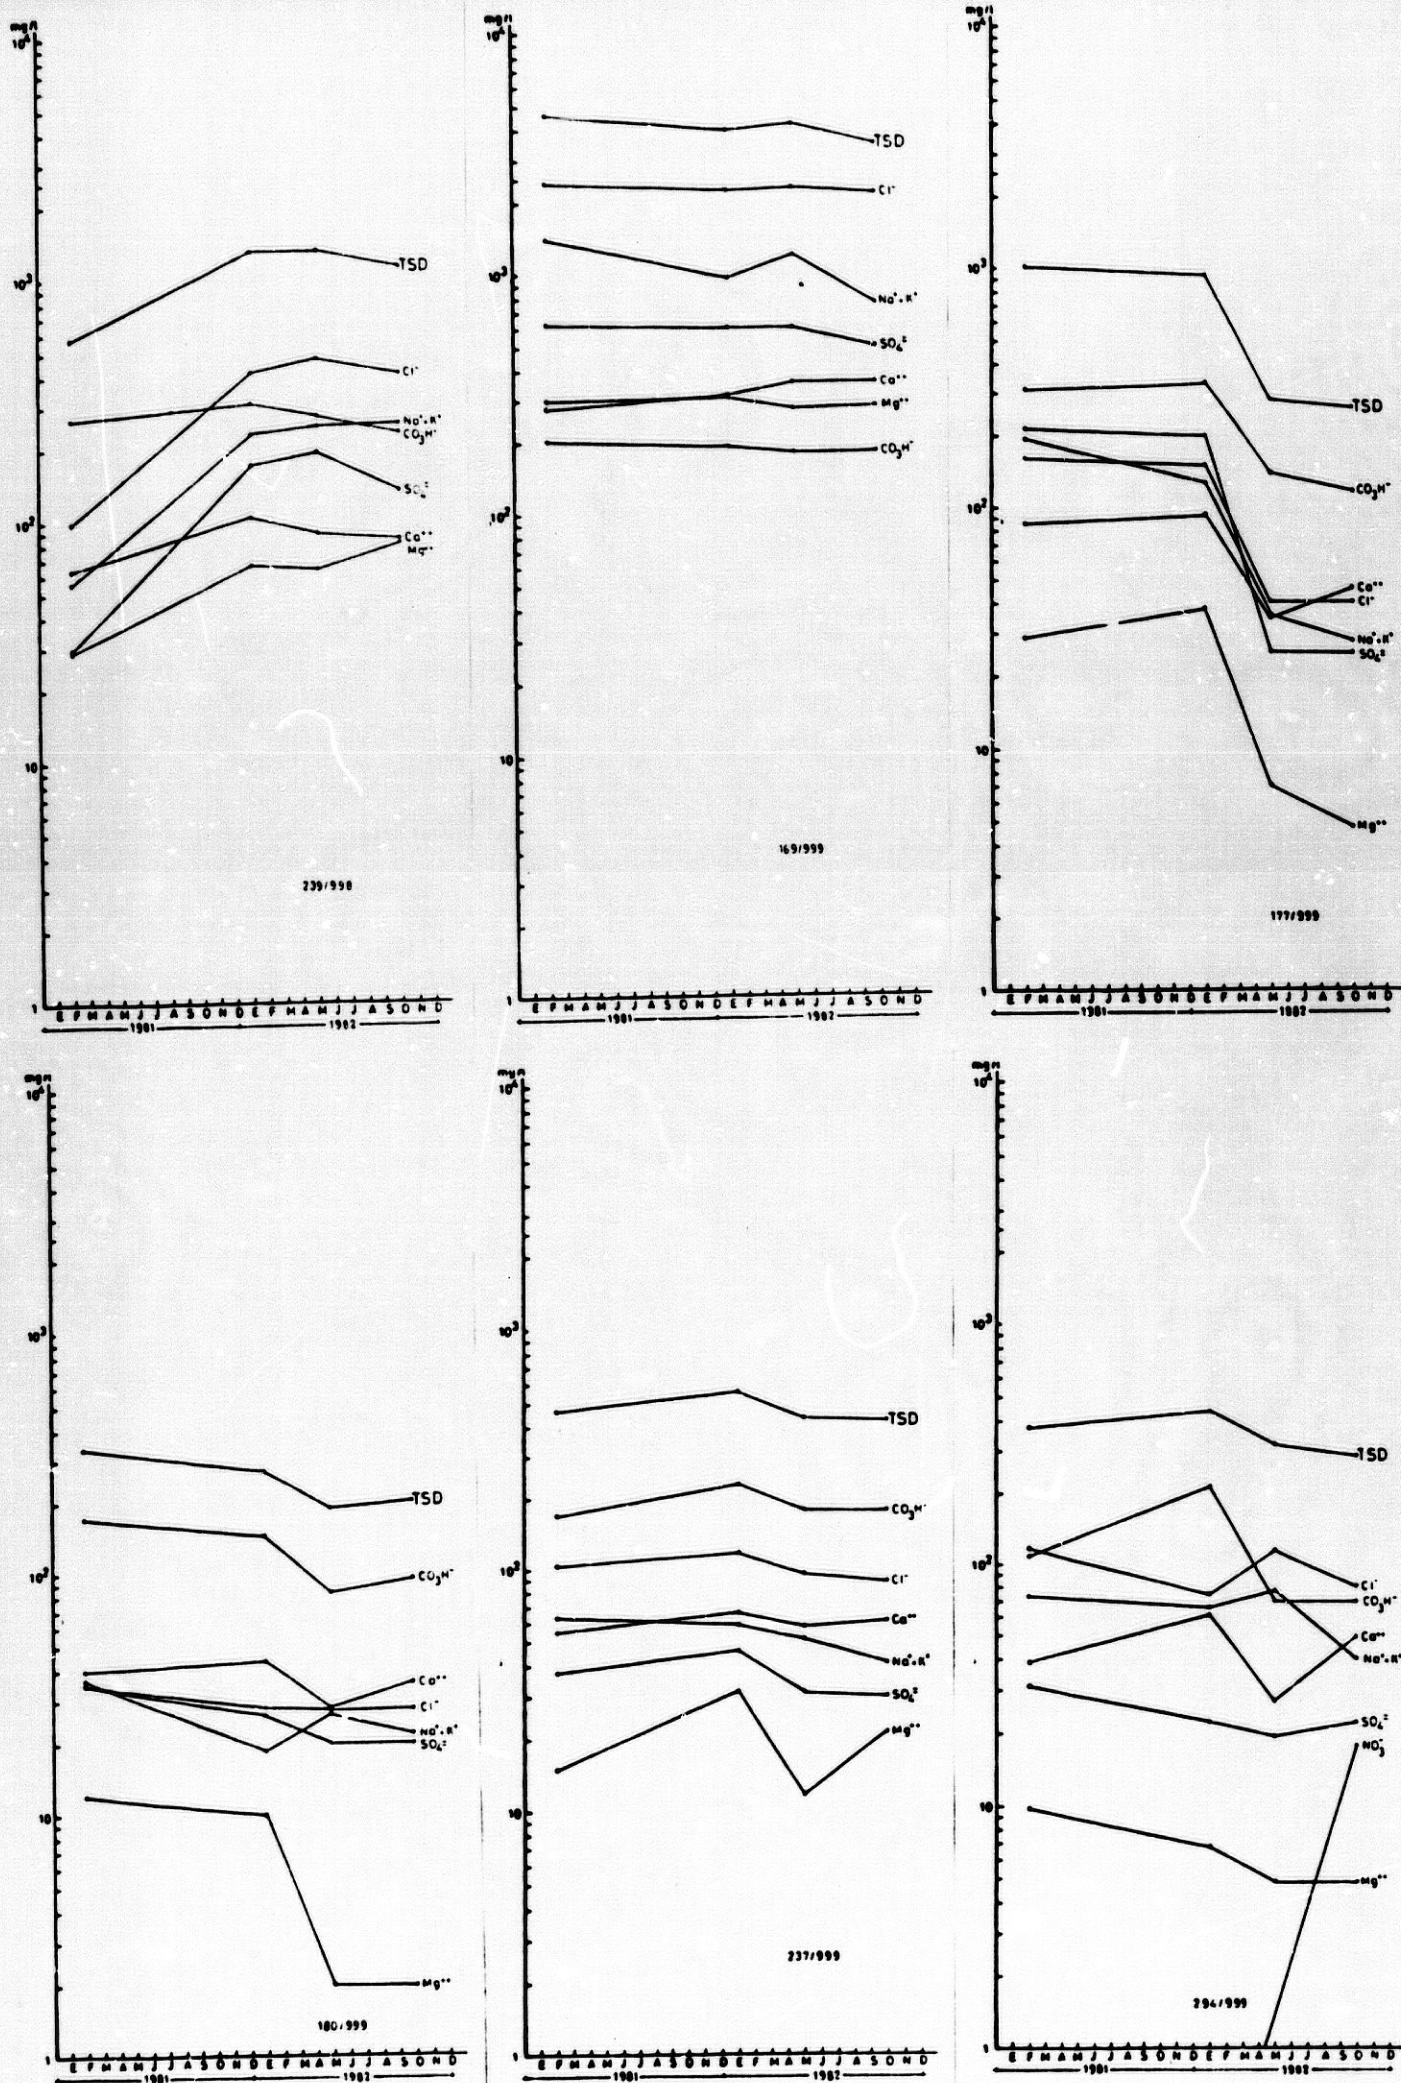 mg/l
10⁴
10³
10²
10
1
TSD
Cl⁻
Na⁺+K⁺
CO₃H⁻
SO₄⁼
Ca⁺⁺
Mg⁺⁺
239/998
E F M A M J J A S O N D E F M A M J J A S O N D
1981 1982
mg/l
10⁴
10³
10²
10
1
TSD
Cl⁻
Na⁺+K⁺
SO₄⁼
Ca⁺⁺
Mg⁺⁺
CO₃H⁻
169/999
E F M A M J J A S O N D E F M A M J J A S O N D
1981 1982
mg/l
10⁴
10³
10²
10
1
TSD
CO₃H⁻
Ca⁺⁺
Cl⁻
Na⁺+K⁺
SO₄⁼
Mg⁺⁺
177/999
E F M A M J J A S O N D E F M A M J J A S O N D
1981 1982
mg/l
10⁴
10³
10²
10
1
TSD
CO₃H⁻
Ca⁺⁺
Cl⁻
Na⁺+K⁺
SO₄⁼
Mg⁺⁺
180/999
E F M A M J J A S O N D E F M A M J J A S O N D
1981 1982
mg/l
10⁴
10³
10²
10
1
TSD
CO₃H⁻
Cl⁻
Ca⁺⁺
Na⁺+K⁺
SO₄⁼
Mg⁺⁺
237/999
E F M A M J J A S O N D E F M A M J J A S O N D
1981 1982
mg/l
10⁴
10³
10²
10
1
TSD
Cl⁻
CO₃H⁻
Ca⁺⁺
Na⁺+K⁺
SO₄⁼
NO₃⁻
Mg⁺⁺
294/999
E F M A M J J A S O N D E F M A M J J A S O N D
1981 1982